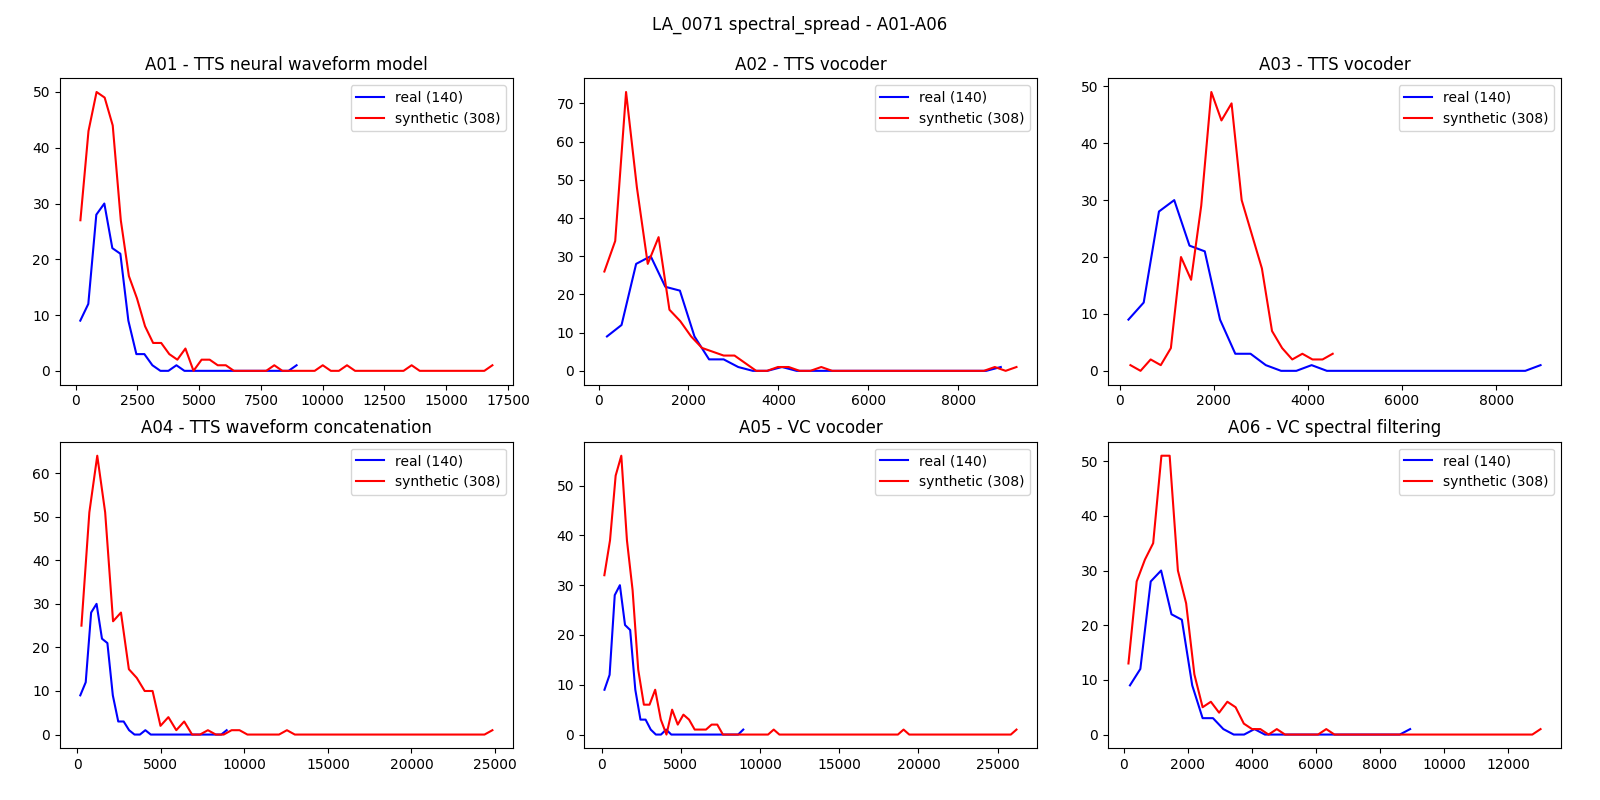 LA_0071 spectral_spread - A01-A06
A01 - TTS neural waveform model
real (140)
synthetic (308)
50
40
30
20
10
0
0 2500 5000 7500 10000 12500 15000 17500
A02 - TTS vocoder
real (140)
synthetic (308)
70
60
50
40
30
20
10
0
0 2000 4000 6000 8000
A03 - TTS vocoder
real (140)
synthetic (308)
50
40
30
20
10
0
0 2000 4000 6000 8000
A04 - TTS waveform concatenation
real (140)
synthetic (308)
60
50
40
30
20
10
0
0 5000 10000 15000 20000 25000
A05 - VC vocoder
real (140)
synthetic (308)
50
40
30
20
10
0
0 5000 10000 15000 20000 25000
A06 - VC spectral filtering
real (140)
synthetic (308)
50
40
30
20
10
0
0 2000 4000 6000 8000 10000 12000